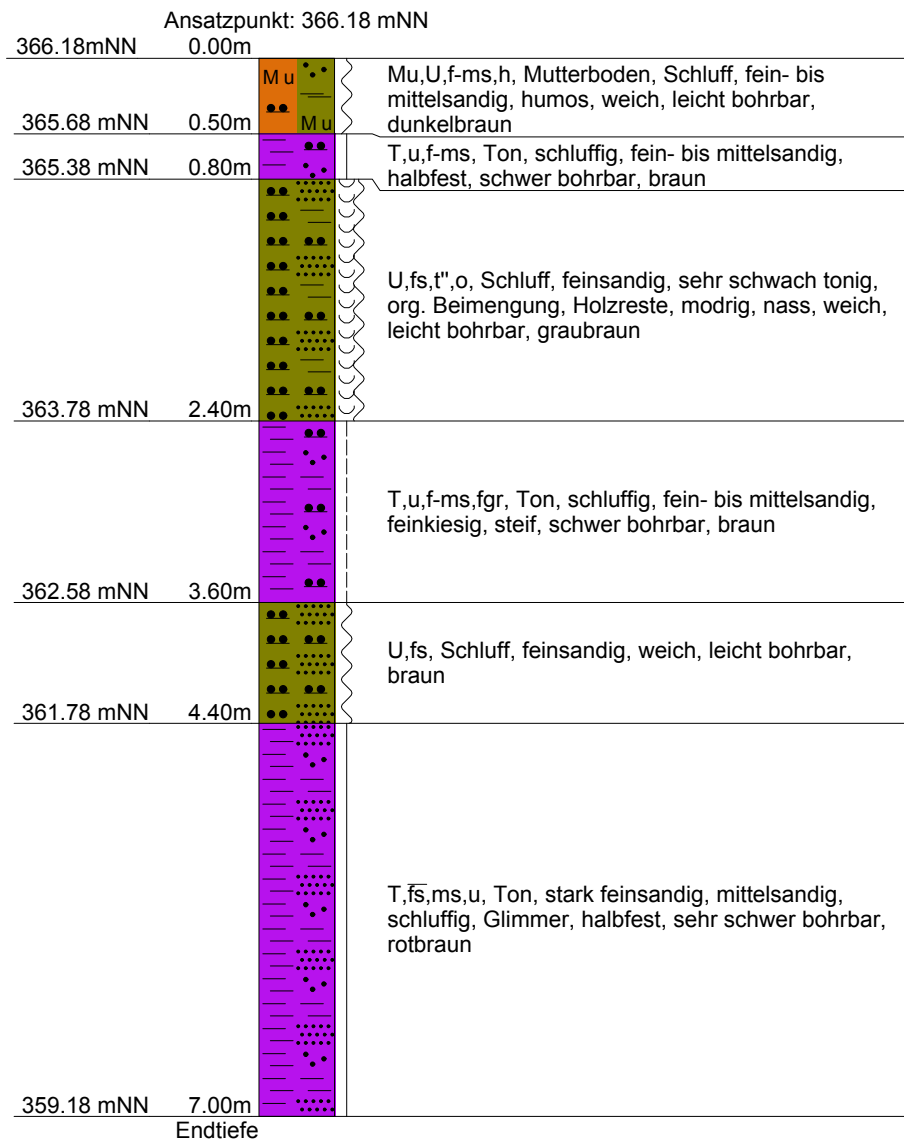 Ansatzpunkt: 366.18 mNN
366.18mNN 0.00m
Mu
Mu
Mu,U,f-ms,h, Mutterboden, Schluff, fein- bis
mittelsandig, humos, weich, leicht bohrbar,
dunkelbraun
365.68 mNN 0.50m
T,u,f-ms, Ton, schluffig, fein- bis mittelsandig,
halbfest, schwer bohrbar, braun
365.38 mNN 0.80m
U,fs,t",o, Schluff, feinsandig, sehr schwach tonig,
org. Beimengung, Holzreste, modrig, nass, weich,
leicht bohrbar, graubraun
363.78 mNN 2.40m
T,u,f-ms,fgr, Ton, schluffig, fein- bis mittelsandig,
feinkiesig, steif, schwer bohrbar, braun
362.58 mNN 3.60m
U,fs, Schluff, feinsandig, weich, leicht bohrbar,
braun
361.78 mNN 4.40m
T,f̅s̅,ms,u, Ton, stark feinsandig, mittelsandig,
schluffig, Glimmer, halbfest, sehr schwer bohrbar,
rotbraun
359.18 mNN 7.00m
Endtiefe